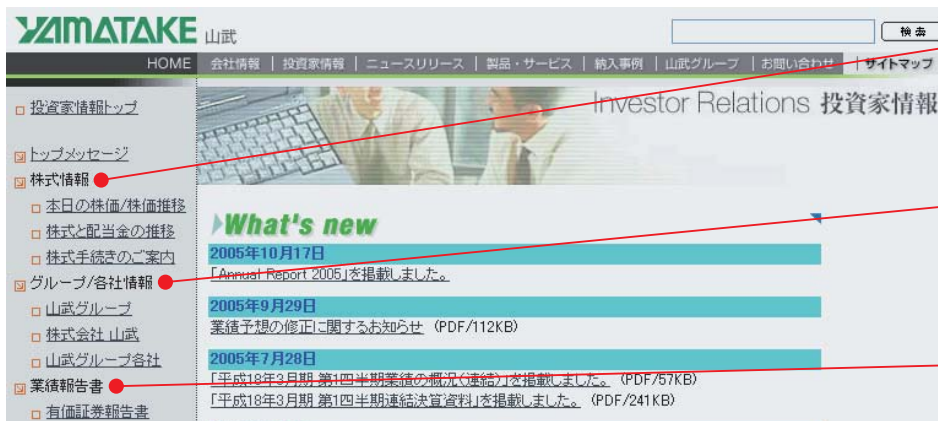 YAMATAKE 山武
検索
HOME 会社情報 | 投資家情報 | ニュースリリース | 製品・サービス | 納入事例 | 山武グループ | お問い合わせ | サイトマップ
Investor Relations 投資家情報
投資家情報トップ
トップメッセージ
株式情報
本日の株価/株価推移
株式と配当金の推移
株式手続きのご案内
グループ/各社情報
山武グループ
株式会社 山武
山武グループ各社
業績報告書
有価証券報告書
What's new
2005年10月17日
「Annual Report 2005」を掲載しました。
2005年9月29日
業績予想の修正に関するお知らせ (PDF/112KB)
2005年7月28日
「平成18年3月期 第1四半期業績の概況(連結)」を掲載しました。 (PDF/57KB)
「平成18年3月期 第1四半期連結決算資料」を掲載しました。 (PDF/241KB)